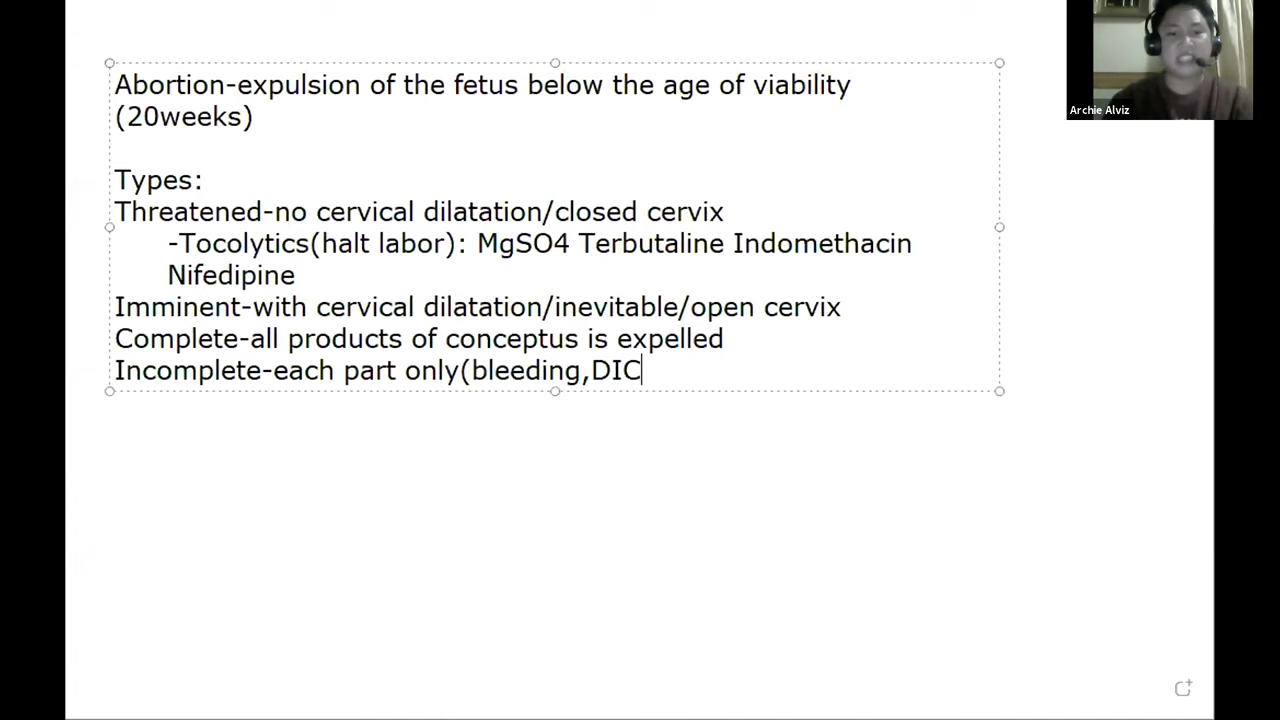 Abortion-expulsion of the fetus below the age of viability
(20weeks)
Types:
Threatened-no cervical dilatation/closed cervix
-Tocolytics(halt labor): MgSO4 Terbutaline Indomethacin
Nifedipine
Imminent-with cervical dilatation/inevitable/open cervix
Complete-all products of conceptus is expelled
Incomplete-each part only(bleeding,DIC
Archie Alviz